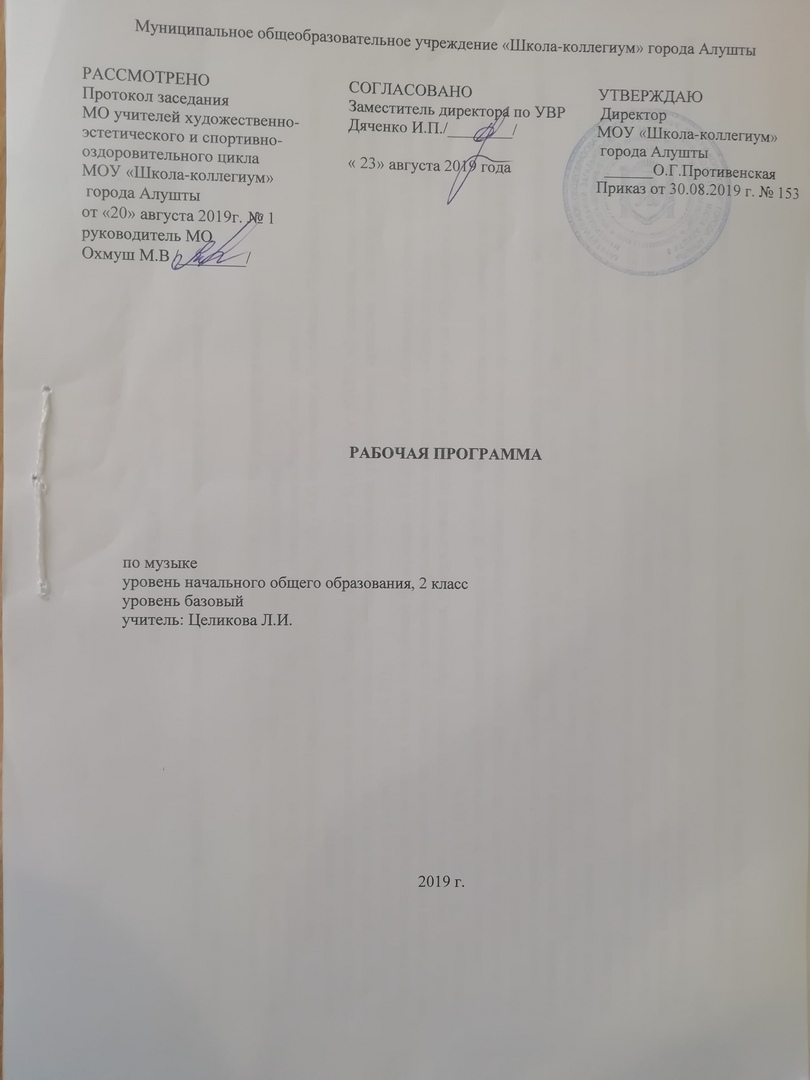 Муниципальное общеобразовательное учреждение «Школа-коллегиум» города Алушты
РАССМОТРЕНО
Протокол заседания
МО учителей художественно-
эстетического и спортивно-
оздоровительного цикла
МОУ «Школа-коллегиум»
города Алушты
от «20» августа 2019г. № 1
руководитель МО
Охмуш М.В /________/
СОГЛАСОВАНО
Заместитель директора по УВР
Дяченко И.П./________/
« 23» августа 2019 года
УТВЕРЖДАЮ
Директор
МОУ «Школа-коллегиум»
города Алушты
______О.Г.Противенская
Приказ от 30.08.2019 г. № 153
РАБОЧАЯ ПРОГРАММА
по музыке
уровень начального общего образования, 2 класс
уровень базовый
учитель: Целикова Л.И.
2019 г.